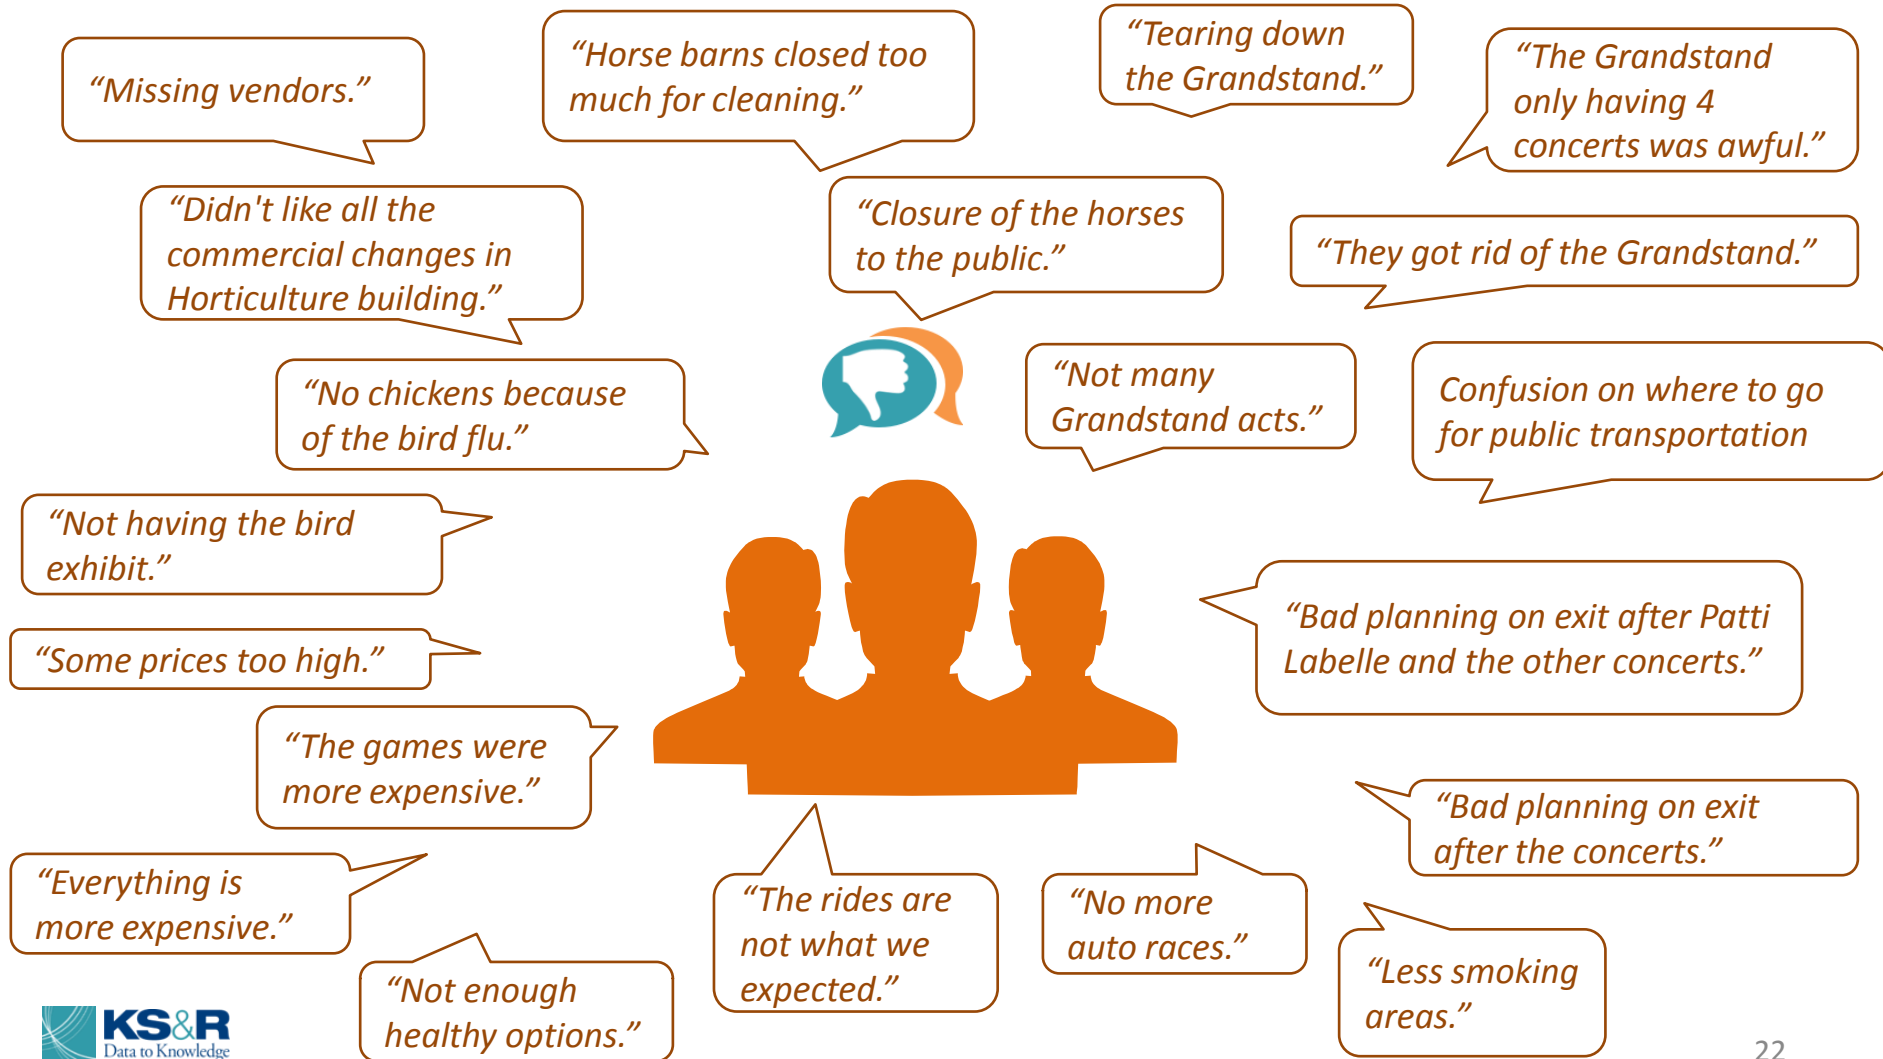 “Missing vendors.”
“Horse barns closed too
much for cleaning.”
“Tearing down
the Grandstand.”
“The Grandstand
only having 4
concerts was awful.”
“Didn't like all the
commercial changes in
Horticulture building.”
“Closure of the horses
to the public.”
“They got rid of the Grandstand.”
“No chickens because
of the bird flu.”
“Not many
Grandstand acts.”
Confusion on where to go
for public transportation
“Not having the bird
exhibit.”
“Bad planning on exit after Patti
Labelle and the other concerts.”
“Some prices too high.”
“The games were
more expensive.”
“Bad planning on exit
after the concerts.”
“Everything is
more expensive.”
“The rides are
not what we
expected.”
“No more
auto races.”
“Less smoking
areas.”
“Not enough
healthy options.”
KS&R
Data to Knowledge
22